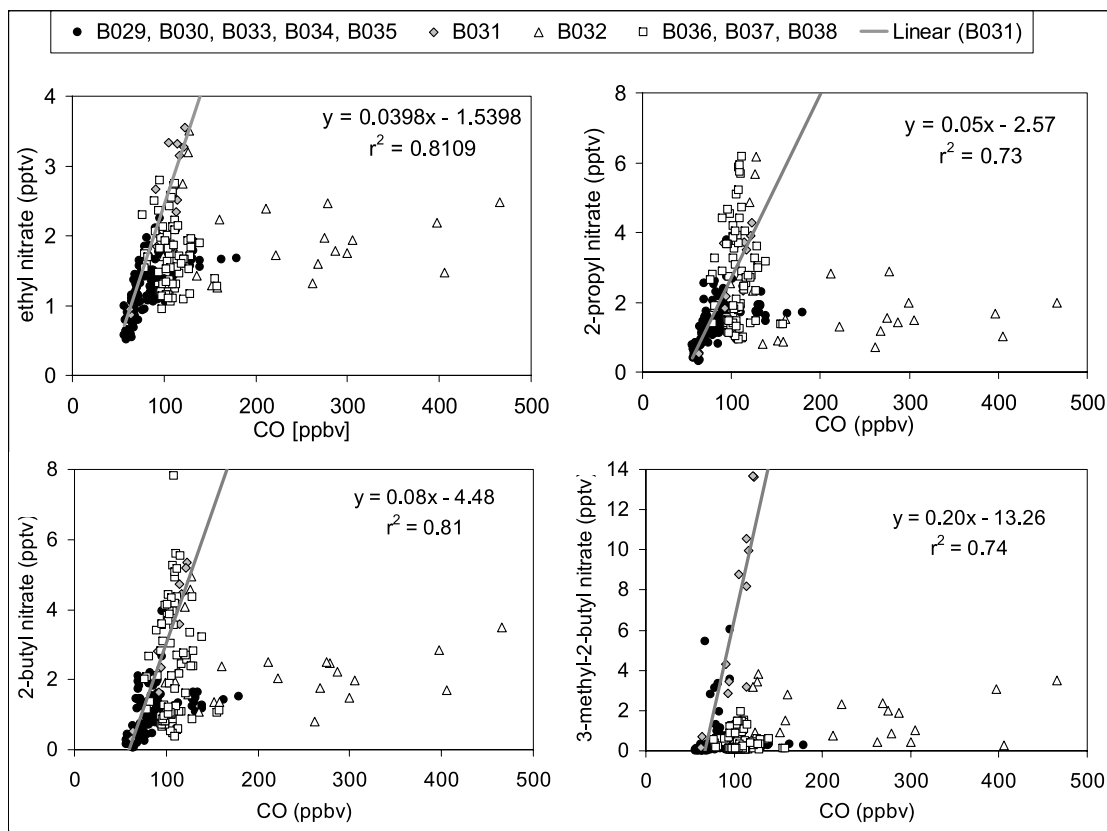 B029, B030, B033, B034, B035 B031 B032 B036, B037, B038 Linear (B031)
y = 0.0398x - 1.5398
r² = 0.8109
ethyl nitrate (pptv)
4
3
2
1
0
0 100 200 300 400 500
CO [ppbv]
y = 0.05x - 2.57
r² = 0.73
2-propyl nitrate (pptv)
8
6
4
2
0
0 100 200 300 400 500
CO (ppbv)
y = 0.08x - 4.48
r² = 0.81
2-butyl nitrate (pptv)
8
6
4
2
0
0 100 200 300 400 500
CO (ppbv)
y = 0.20x - 13.26
r² = 0.74
3-methyl-2-butyl nitrate (pptv)
14
12
10
8
6
4
2
0
0 100 200 300 400 500
CO (ppbv)